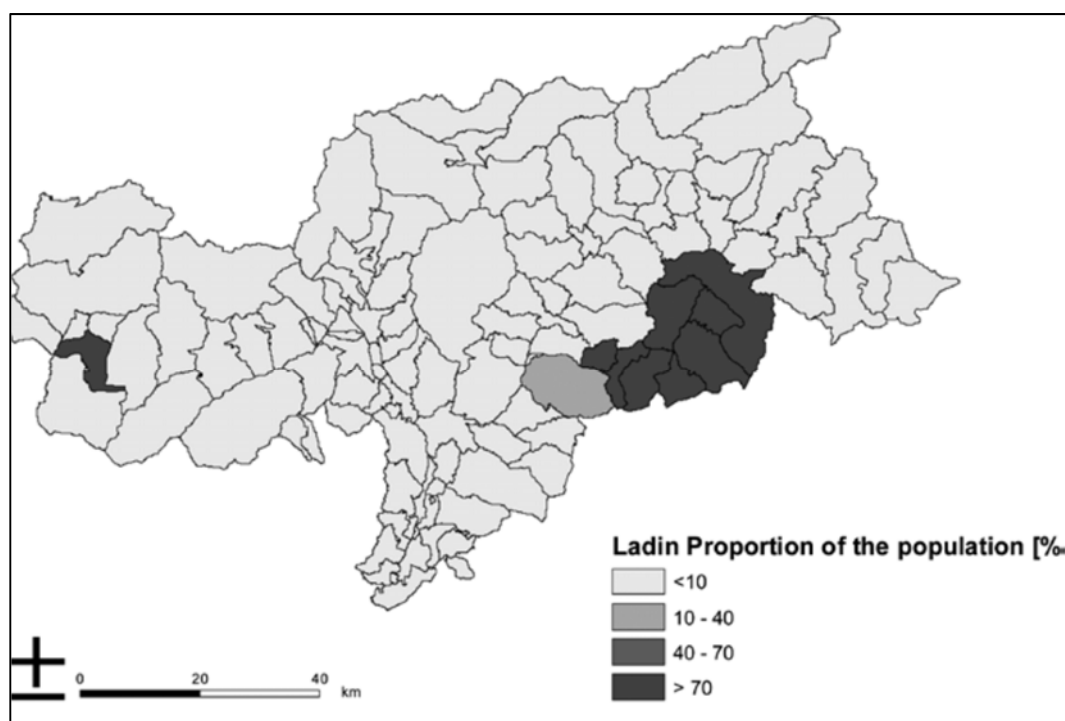 Ladin Proportion of the population [‰
<10
10 - 40
40 - 70
> 70
0 20 40
km